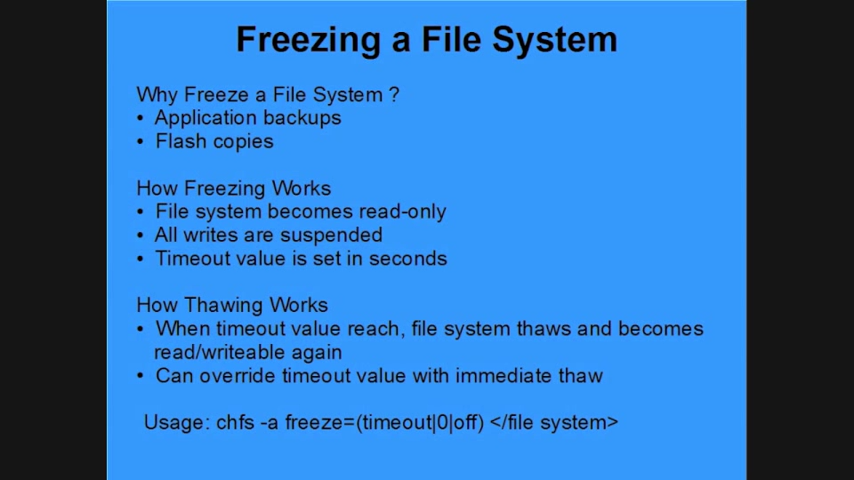 Freezing a File System
Why Freeze a File System ?
• Application backups
• Flash copies
How Freezing Works
• File system becomes read-only
• All writes are suspended
• Timeout value is set in seconds
How Thawing Works
• When timeout value reach, file system thaws and becomes
read/writeable again
• Can override timeout value with immediate thaw
Usage: chfs -a freeze=(timeout|0|off) </file system>